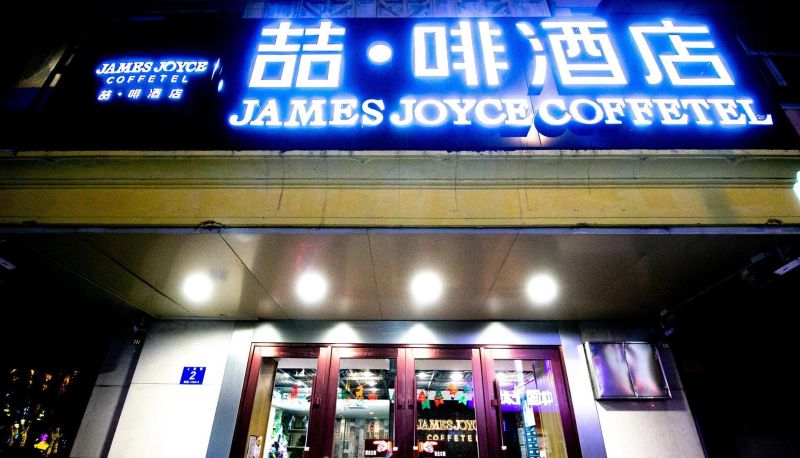 JAMES JOYCE
COFFETEL
喆·啡酒店
喆·啡酒店
JAMES JOYCE COFFETEL
2
JAMES JOYCE
COFFETEL